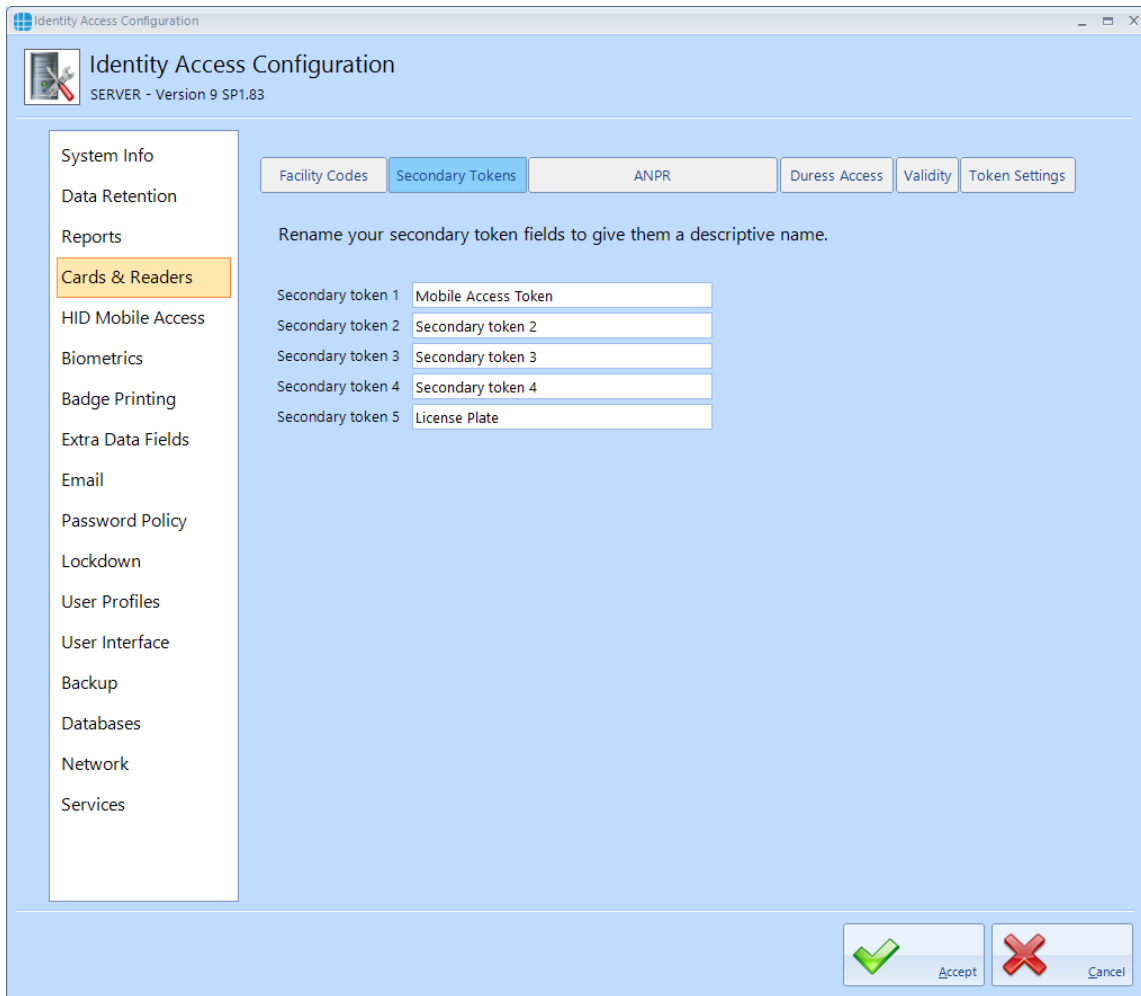 Identity Access Configuration
Identity Access Configuration
SERVER - Version 9 SP1.83
System Info
Data Retention
Reports
Cards & Readers
HID Mobile Access
Biometrics
Badge Printing
Extra Data Fields
Email
Password Policy
Lockdown
User Profiles
User Interface
Backup
Databases
Network
Services
Facility Codes Secondary Tokens ANPR Duress Access Validity Token Settings
Rename your secondary token fields to give them a descriptive name.
Secondary token 1 Mobile Access Token
Secondary token 2 Secondary token 2
Secondary token 3 Secondary token 3
Secondary token 4 Secondary token 4
Secondary token 5 License Plate
Accept Cancel